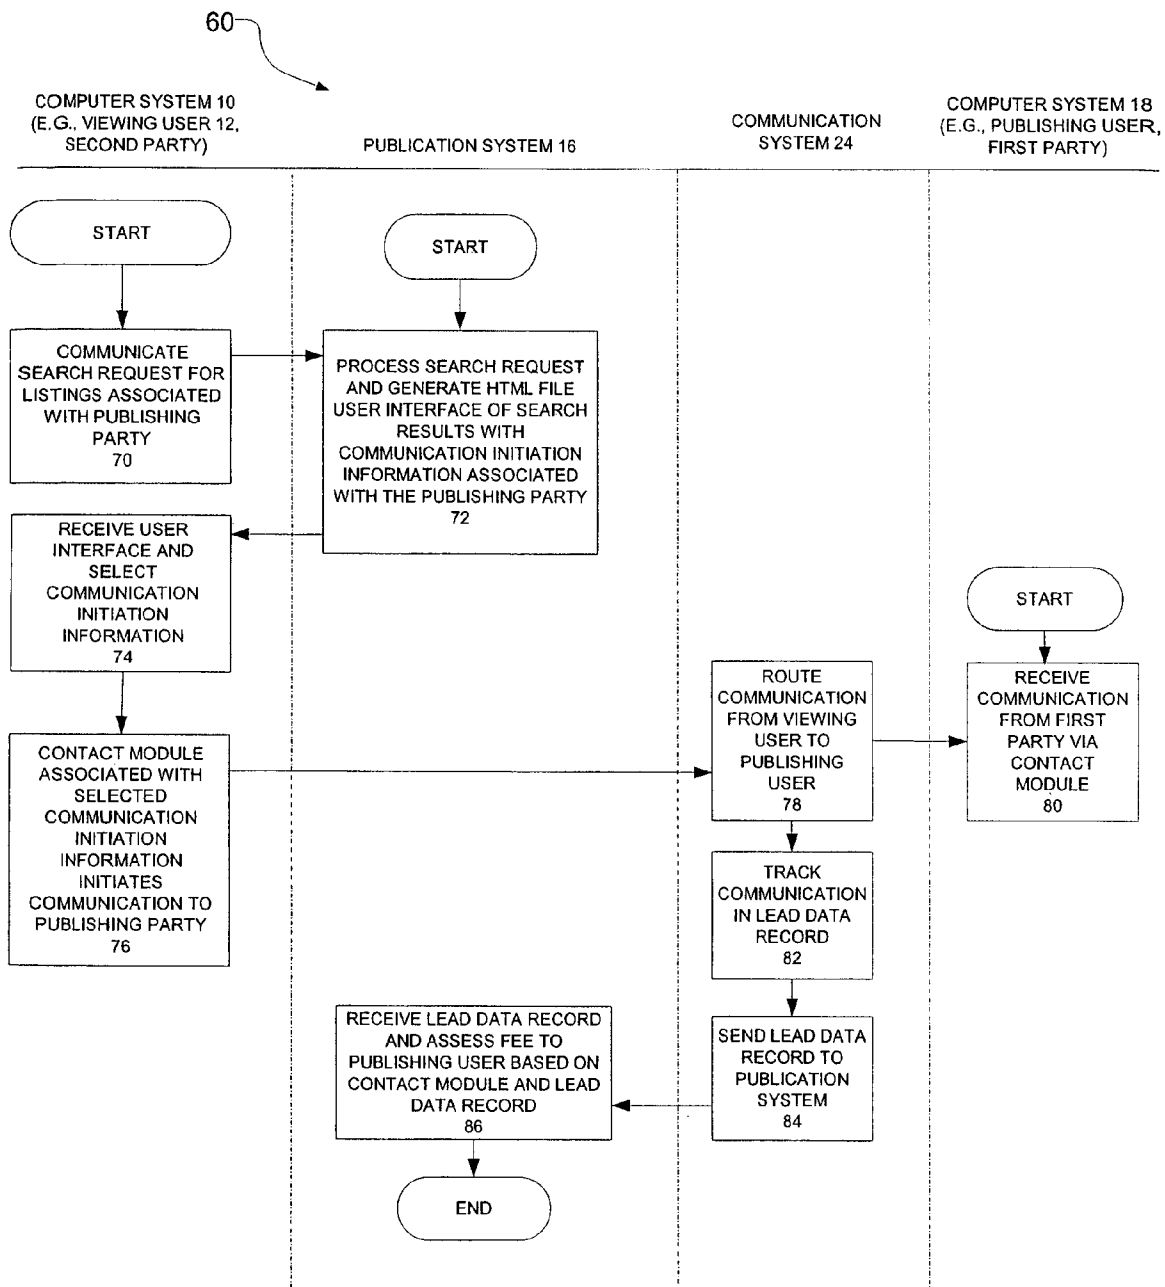 60
COMPUTER SYSTEM 10
(E.G., VIEWING USER 12,
SECOND PARTY)
PUBLICATION SYSTEM 16
COMMUNICATION
SYSTEM 24
COMPUTER SYSTEM 18
(E.G., PUBLISHING USER,
FIRST PARTY)
START
START
COMMUNICATE
SEARCH REQUEST FOR
LISTINGS ASSOCIATED
WITH PUBLISHING
PARTY
70
PROCESS SEARCH REQUEST
AND GENERATE HTML FILE
USER INTERFACE OF SEARCH
RESULTS WITH
COMMUNICATION INITIATION
INFORMATION ASSOCIATED
WITH THE PUBLISHING PARTY
72
RECEIVE USER
INTERFACE AND
SELECT
COMMUNICATION
INITIATION
INFORMATION
74
START
CONTACT MODULE
ASSOCIATED WITH
SELECTED
COMMUNICATION
INITIATION
INFORMATION
INITIATES
COMMUNICATION TO
PUBLISHING PARTY
76
ROUTE
COMMUNICATION
FROM VIEWING
USER TO
PUBLISHING
USER
78
RECEIVE
COMMUNICATION
FROM FIRST
PARTY VIA
CONTACT
MODULE
80
TRACK
COMMUNICATION
IN LEAD DATA
RECORD
82
RECEIVE LEAD DATA RECORD
AND ASSESS FEE TO
PUBLISHING USER BASED ON
CONTACT MODULE AND LEAD
DATA RECORD
86
SEND LEAD DATA
RECORD TO
PUBLICATION
SYSTEM
84
END